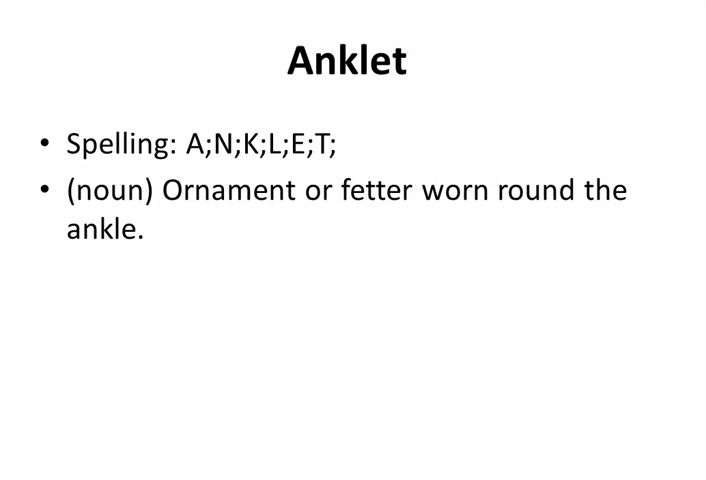 Anklet
• Spelling: A;N;K;L;E;T;
• (noun) Ornament or fetter worn round the
ankle.